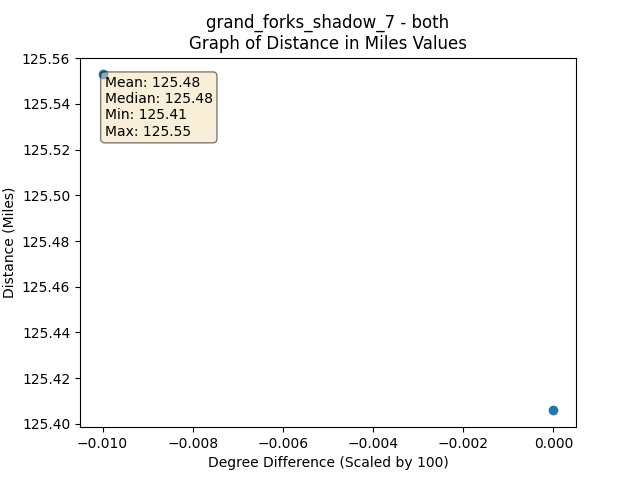 grand_forks_shadow_7 - both
Graph of Distance in Miles Values
125.56
Mean: 125.48
Median: 125.48
Min: 125.41
Max: 125.55
125.54
125.52
125.50
125.48
125.46
125.44
125.42
125.40
Distance (Miles)
−0.010 −0.008 −0.006 −0.004 −0.002 0.000
Degree Difference (Scaled by 100)